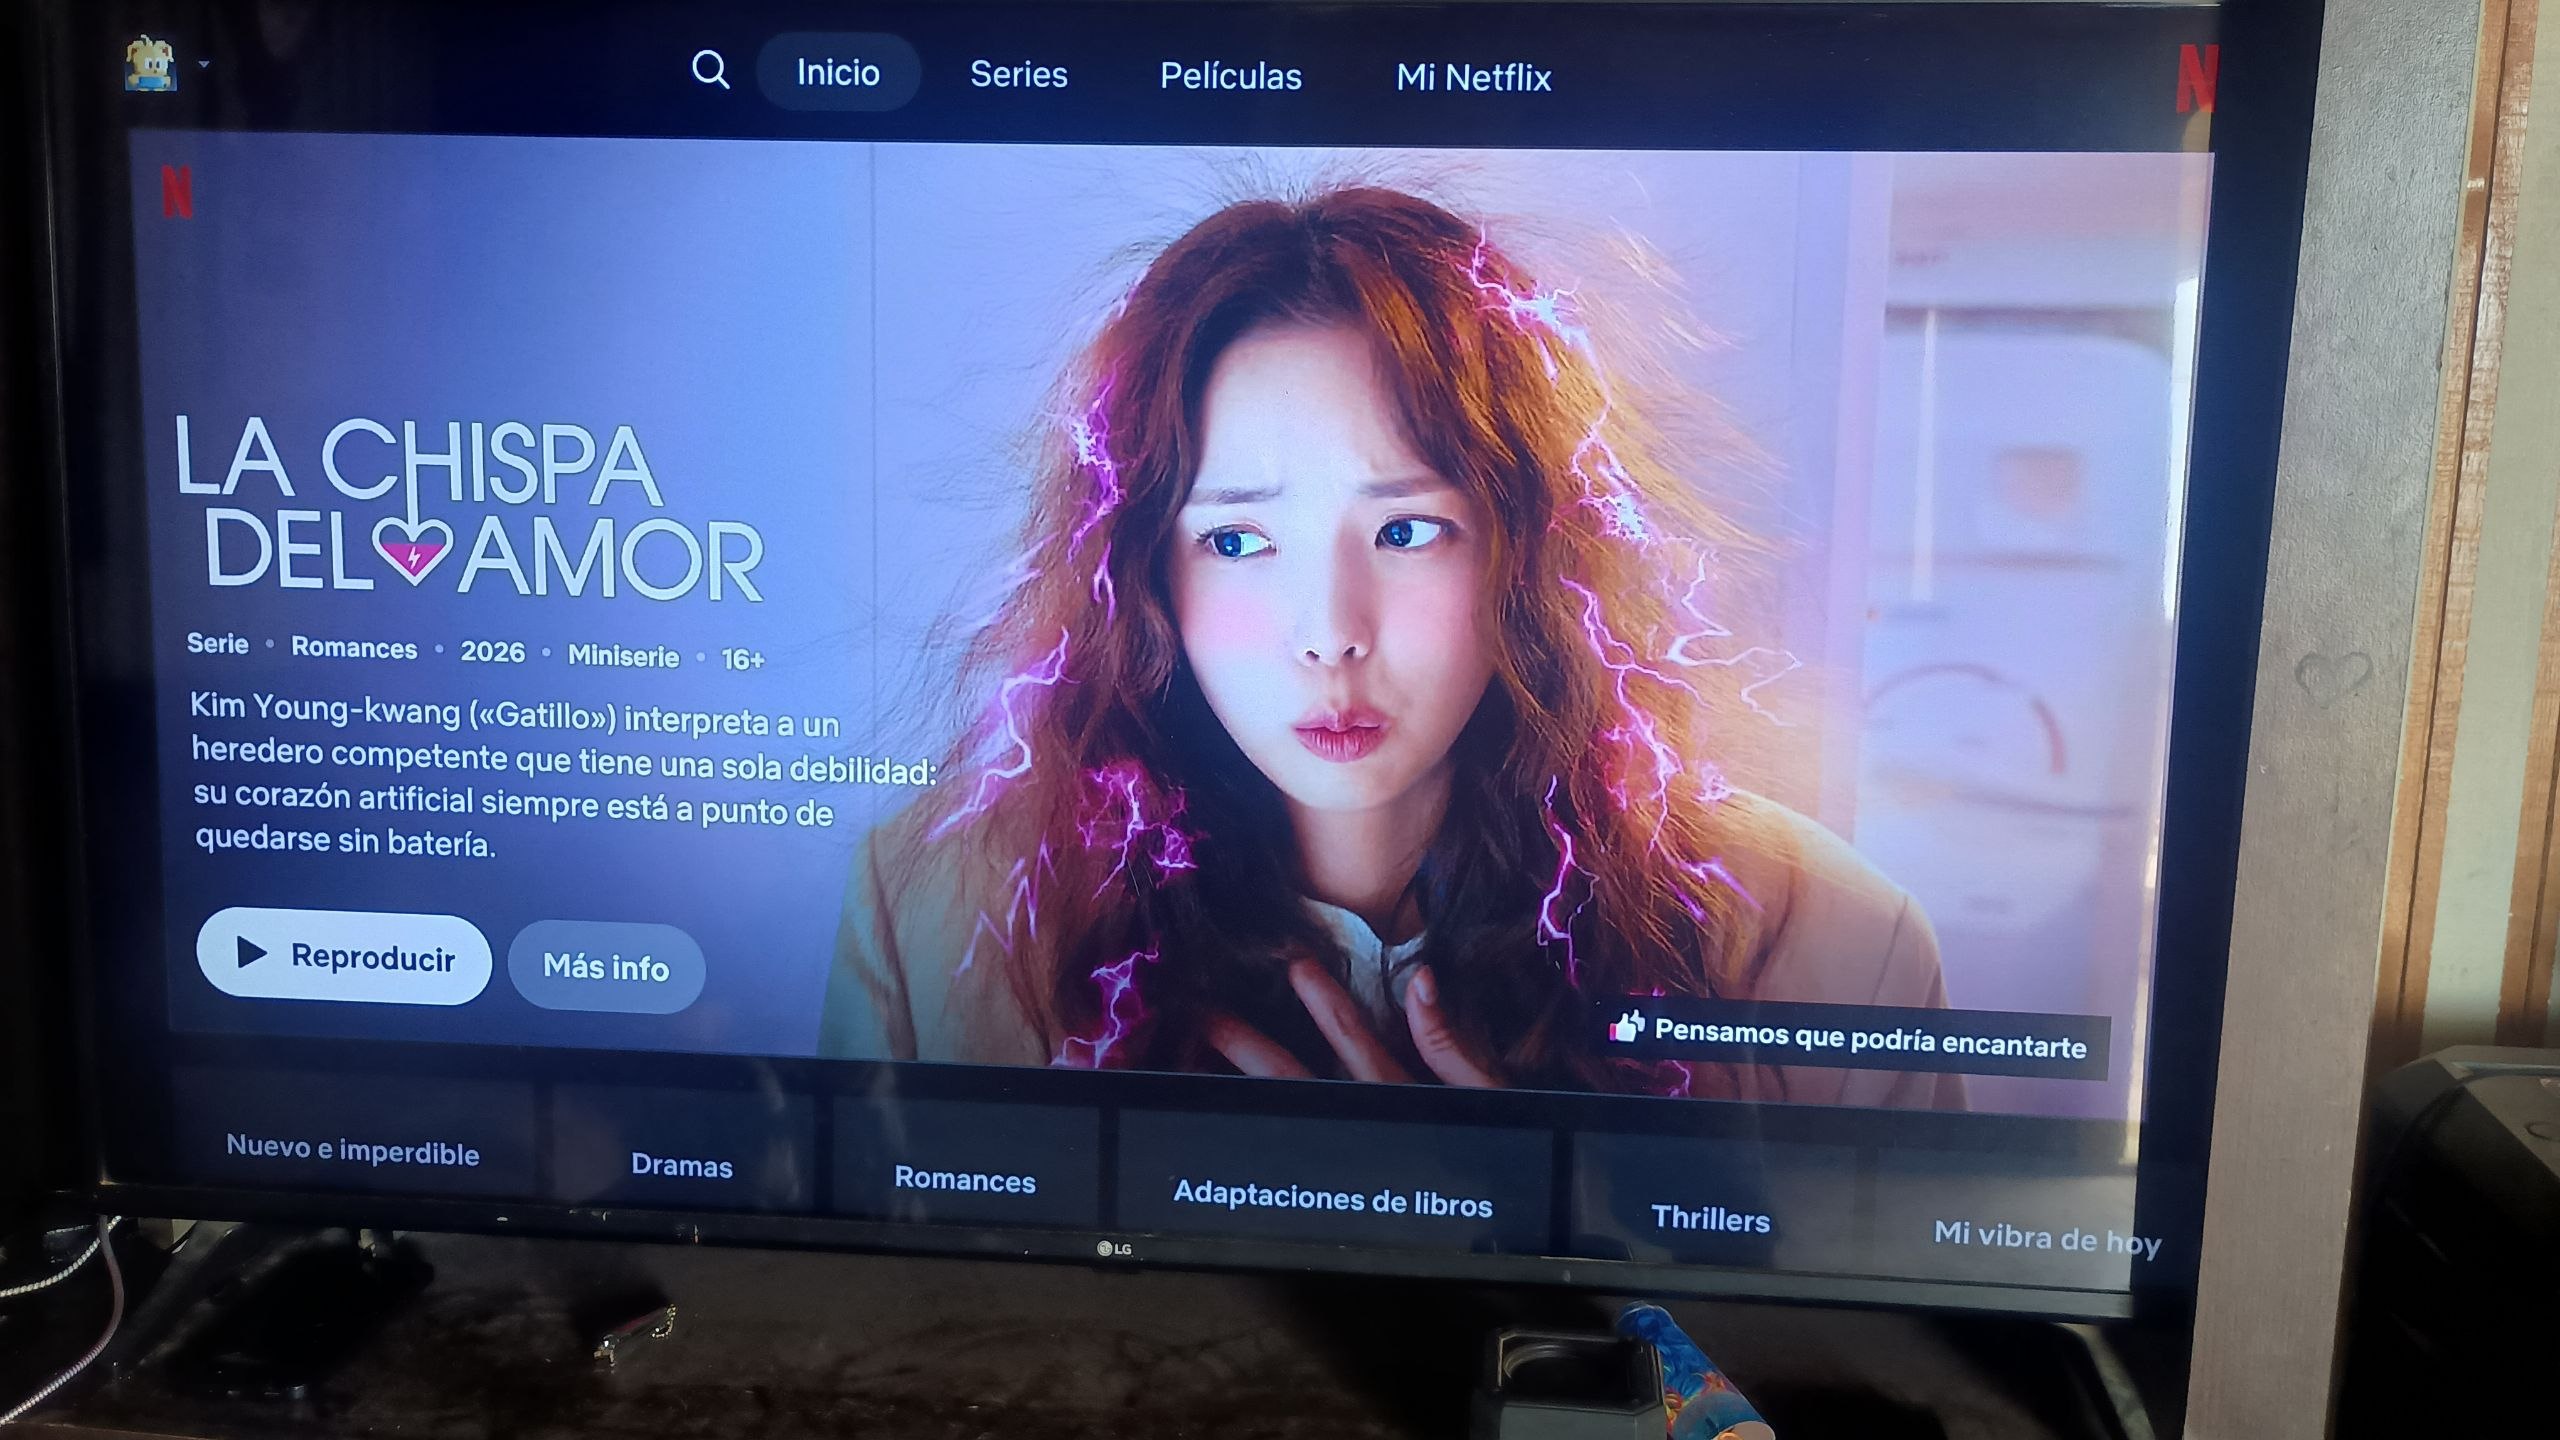 Inicio
Series
Películas
Mi Netflix
N
N
LA CHISPA
DEL AMOR
Serie • Romances • 2026 • Miniserie • 16+
Kim Young-kwang («Gatillo») interpreta a un
heredero competente que tiene una sola debilidad:
su corazón artificial siempre está a punto de
quedarse sin batería.
Reproducir
Más info
Pensamos que podría encantarte
Nuevo e imperdible
Dramas
Romances
Adaptaciones de libros
Thrillers
Mi vibra de hoy
LG